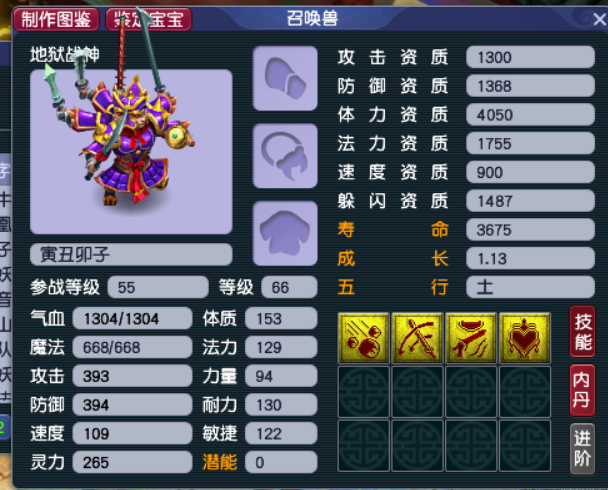 制作图鉴 鉴定宝宝 召唤兽
地狱战神
攻击资质 1300
防御资质 1368
体力资质 4050
法力资质 1755
速度资质 900
躲闪资质 1487
寿命 3675
成长 1.13
五行 土
寅丑卯子
参战等级 55 等级 66
气血 1304/1304 体质 153
魔法 668/668 法力 129
攻击 393 力量 94
防御 394 耐力 130
速度 109 敏捷 122
灵力 265 潜能 0
技能
内丹
进阶